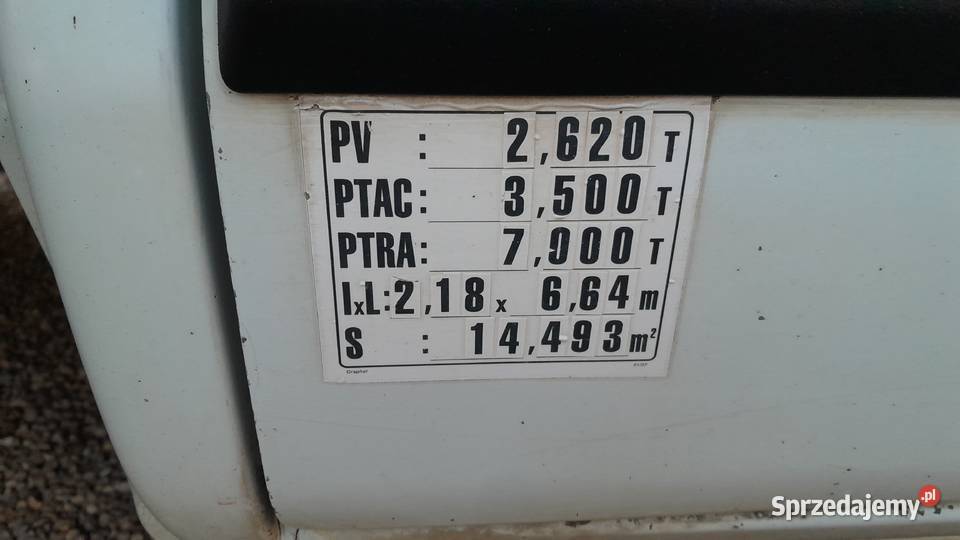 PV : 2,620 T
PTAC: 3,500 T
PTRA: 7,000 T
IxL: 2,18 x 6,64 m
S : 14,493 m²
Graphot
Sprzedajemy.pl